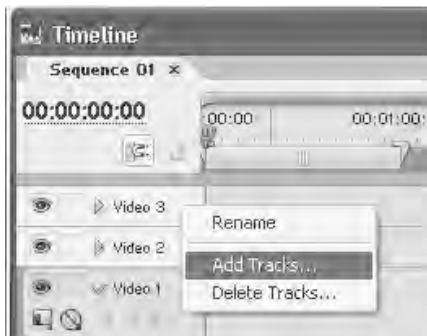 Timeline
Sequence 01 ×
00:00:00:00
:00:00 00:01:00:
Video 3
Video 2
Video 1
Rename
Add Tracks...
Delete Tracks...